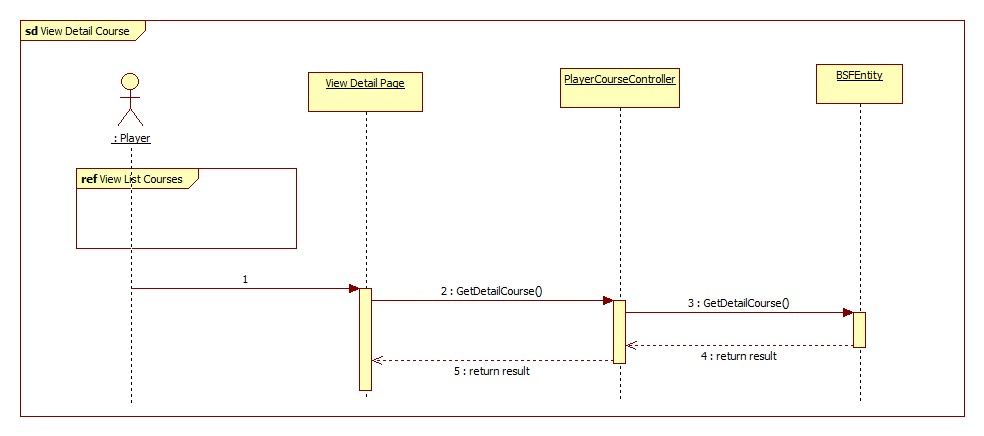 sd View Detail Course
View Detail Page
PlayerCourseController
BSFEntity
: Player
ref View List Courses
1
2 : GetDetailCourse()
3 : GetDetailCourse()
4 : return result
5 : return result